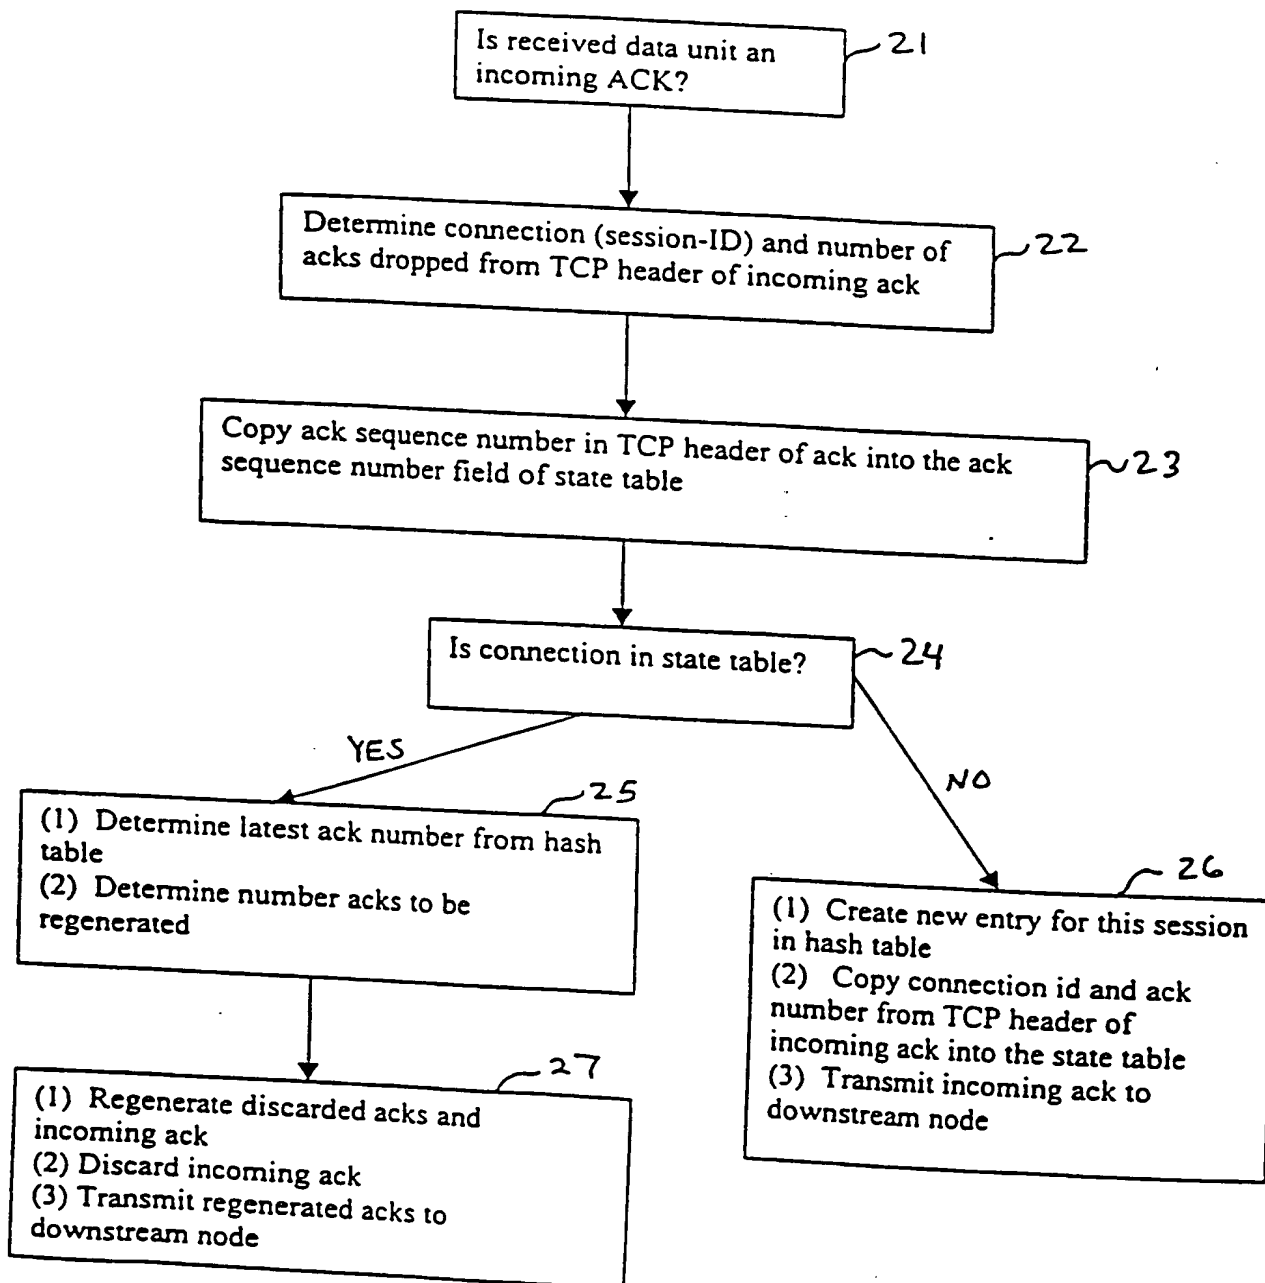 Is received data unit an
incoming ACK?
21
Determine connection (session-ID) and number of
acks dropped from TCP header of incoming ack
22
Copy ack sequence number in TCP header of ack into the ack
sequence number field of state table
23
Is connection in state table?
24
YES
NO
25
(1) Determine latest ack number from hash
table
(2) Determine number acks to be
regenerated
26
(1) Create new entry for this session
in hash table
(2) Copy connection id and ack
number from TCP header of
incoming ack into the state table
(3) Transmit incoming ack to
downstream node
27
(1) Regenerate discarded acks and
incoming ack
(2) Discard incoming ack
(3) Transmit regenerated acks to
downstream node